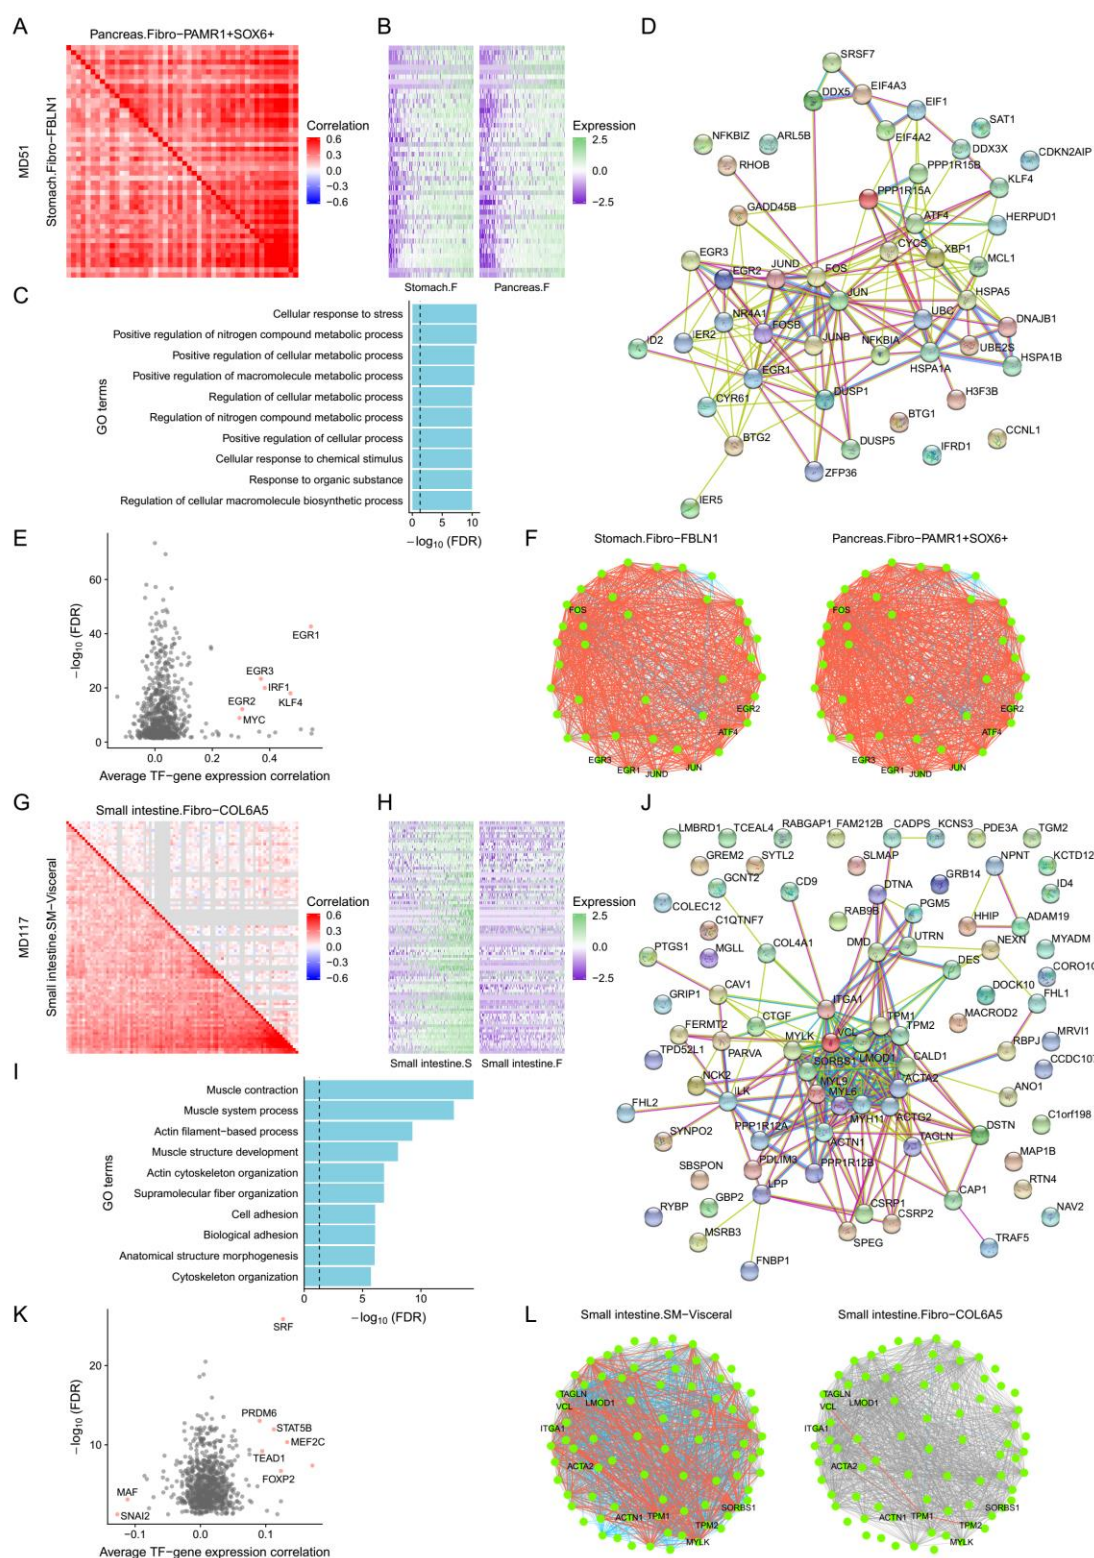 A
Pancreas.Fibro−PAMR1+SOX6+
MD51
Stomach.Fibro−FBLN1
Correlation
0.6
0.3
0.0
−0.3
−0.6
B
Stomach.F
Pancreas.F
Expression
2.5
0.0
−2.5
C
GO terms
Cellular response to stress
Positive regulation of nitrogen compound metabolic process
Positive regulation of cellular metabolic process
Positive regulation of macromolecule metabolic process
Regulation of cellular metabolic process
Regulation of nitrogen compound metabolic process
Positive regulation of cellular process
Cellular response to chemical stimulus
Response to organic substance
Regulation of cellular macromolecule biosynthetic process
0 5 10
−log10 (FDR)
D
SRSF7
DDX5
EIF4A3
EIF1
SAT1
NFKBIZ
ARL5B
EIF4A2
DDX3X
CDKN2AIP
RHOB
PPP1R15B
KLF4
PPP1R15A
GADD45B
ATF4
HERPUD1
CYCS
XBP1
EGR3
JUND
FOS
MCL1
EGR2
JUN
HSPA5
NR4A1
FOSB
UBC
DNAJB1
ID2
IER2
JUNB
NFKBIA
UBE2S
HSPA1B
HSPA1A
EGR1
CYR61
DUSP1
H3F3B
BTG1
CCNL1
BTG2
DUSP5
IFRD1
ZFP36
IER5
E
−log10 (FDR)
60
40
20
0
EGR1
EGR3
IRF1
EGR2
KLF4
MYC
0.0 0.2 0.4
Average TF−gene expression correlation
F
Stomach.Fibro−FBLN1
FOS
EGR2
ATF4
EGR3
EGR1
JUND
JUN
Pancreas.Fibro−PAMR1+SOX6+
FOS
EGR2
ATF4
EGR3
EGR1
JUND
JUN
G
Small intestine.Fibro−COL6A5
MD117
Small intestine.SM−Visceral
Correlation
0.6
0.3
0.0
−0.3
−0.6
H
Small intestine.S
Small intestine.F
Expression
2.5
0.0
−2.5
I
GO terms
Muscle contraction
Muscle system process
Actin filament−based process
Muscle structure development
Actin cytoskeleton organization
Supramolecular fiber organization
Cell adhesion
Biological adhesion
Anatomical structure morphogenesis
Cytoskeleton organization
0 5 10
−log10 (FDR)
J
LMBRD1
TCEAL4
RABGAP1
FAM212B
CADPS
KCNS3
PDE3A
TGM2
GREM2
SYTL2
SLMAP
NPNT
KCTD12
GCNT2
CD9
DTNA
GRB14
ID4
COLEC12
C1QTNF7
RAB9B
PGM5
HHIP
ADAM19
PTGS1
MGLL
COL4A1
DMD
UTRN
NEXN
MYADM
DES
CORO1C
GRIP1
CAV1
ITGA1
DOCK10
FHL1
CTGF
TPM1
MACROD2
FERMT2
MYLK
VCL
TPM2
MRVI1
TPD52L1
PARVA
SORBS1
LMOD1
CALD1
RBPJ
CCDC107
NCK2
MYL9
ACTA2
FHL2
ILK
MYL6
ANO1
MYH11
ACTG2
C1orf198
SYNPO2
PPP1R12A
ACTN1
TAGLN
DSTN
MAP1B
SBSPON
PDLIM3
PPP1R12B
RTN4
LPP
CAP1
RYBP
GBP2
CSRP1
CSRP2
NAV2
MSRB3
SPEG
TRAF5
FNBP1
K
−log10 (FDR)
20
10
SRF
PRDM6
STAT5B
MEF2C
TEAD1
FOXP2
MAF
SNAI2
−0.1 0.0 0.1
Average TF−gene expression correlation
L
Small intestine.SM−Visceral
TAGLN
VCL
LMOD1
ITGA1
ACTA2
SORBS1
ACTN1
TPM1
TPM2
MYLK
Small intestine.Fibro−COL6A5
TAGLN
VCL
LMOD1
ITGA1
ACTA2
SORBS1
ACTN1
TPM1
TPM2
MYLK